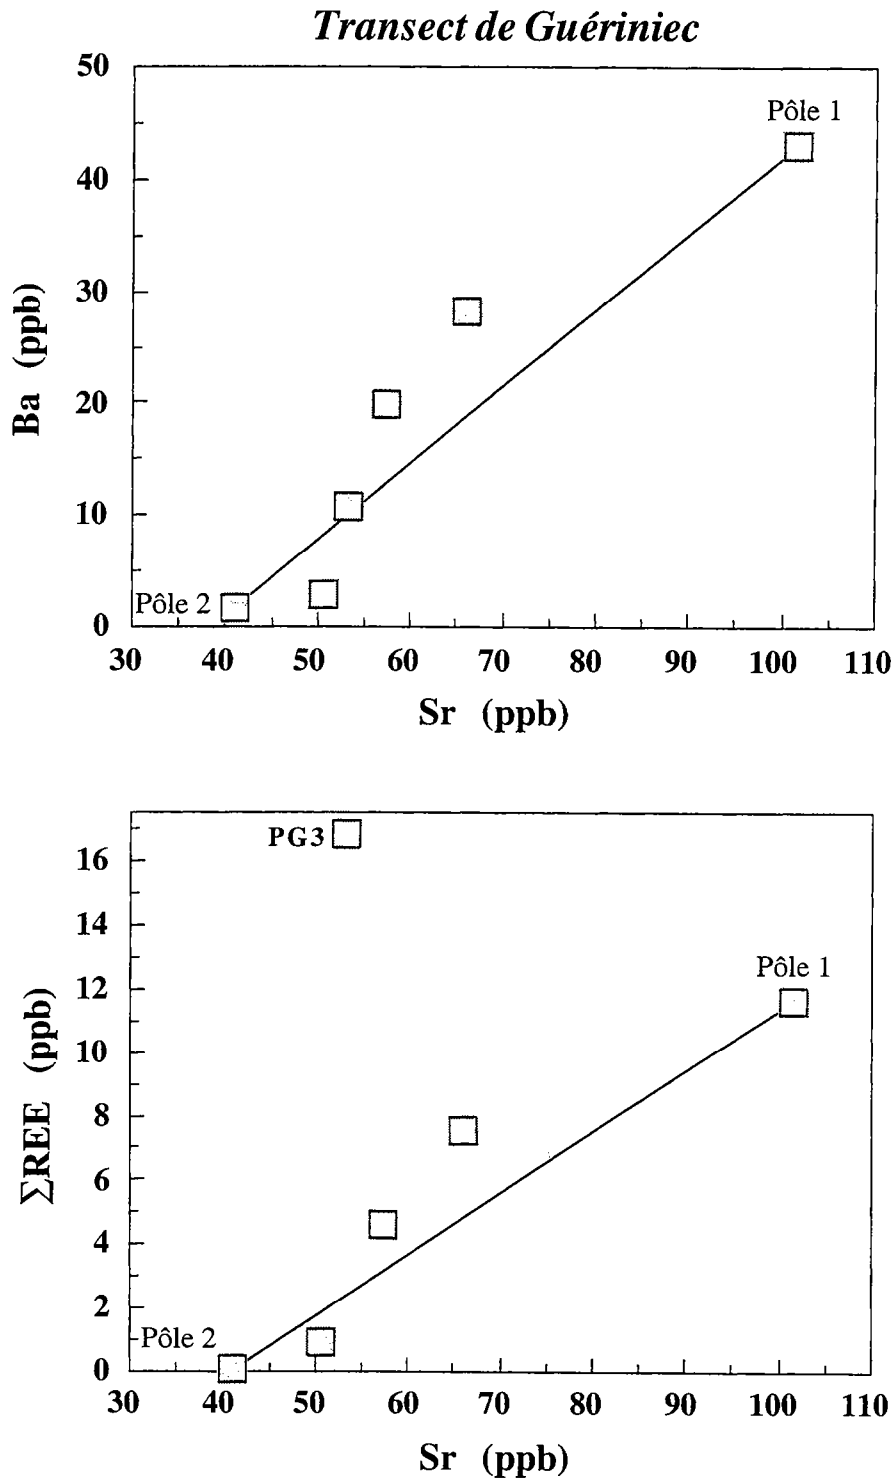 Transect de Guériniec
50
40
30
20
10
0
Ba (ppb)
Pôle 1
Pôle 2
30 40 50 60 70 80 90 100 110
Sr (ppb)
16
14
12
10
8
6
4
2
0
ΣREE (ppb)
PG3
Pôle 1
Pôle 2
30 40 50 60 70 80 90 100 110
Sr (ppb)